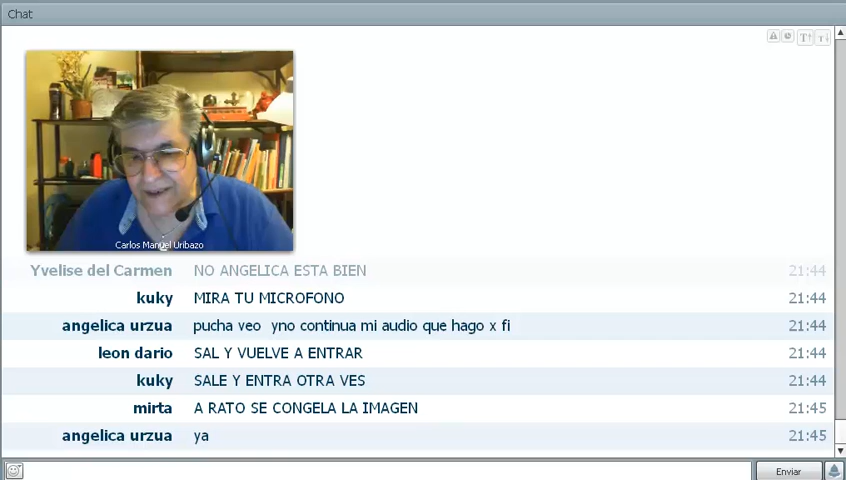 Chat
Carlos Manuel Uribazo
Yvelise del Carmen NO ANGELICA ESTA BIEN 21:44
kuky MIRA TU MICROFONO 21:44
angelica urzua pucha veo yno continua mi audio que hago x fi 21:44
leon dario SAL Y VUELVE A ENTRAR 21:44
kuky SALE Y ENTRA OTRA VES 21:44
mirta A RATO SE CONGELA LA IMAGEN 21:45
angelica urzua ya 21:45
Enviar